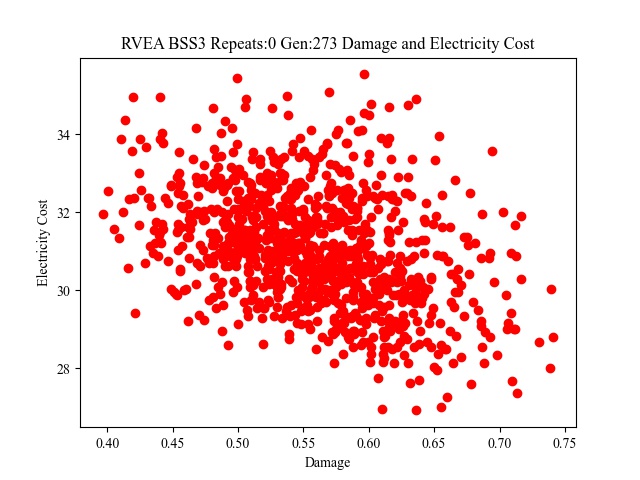 RVEA BSS3 Repeats:0 Gen:273 Damage and Electricity Cost
34
32
30
28
Electricity Cost
0.40 0.45 0.50 0.55 0.60 0.65 0.70 0.75
Damage